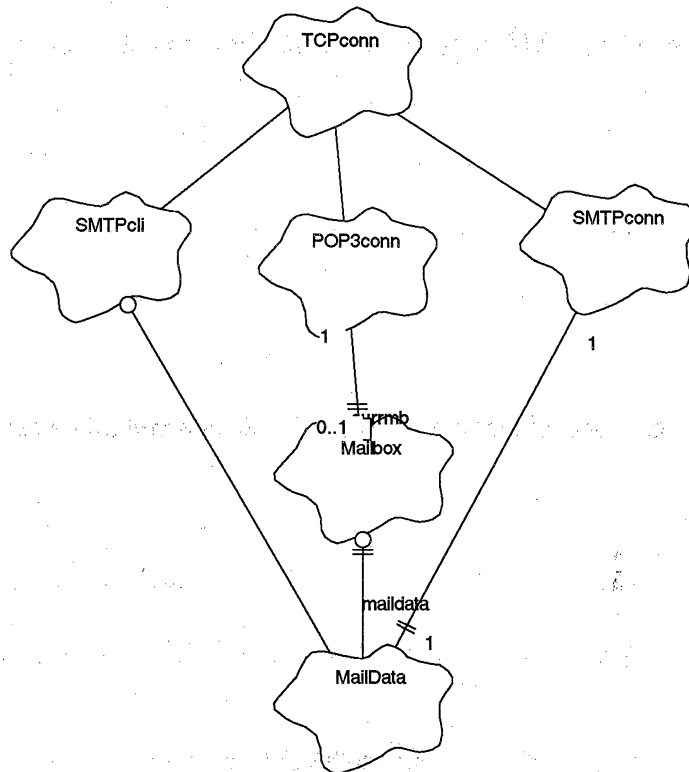 TCPconn
SMTPcli
POP3conn
SMTPconn
1
1
0..1
Mailbox
maildata
1
MailData